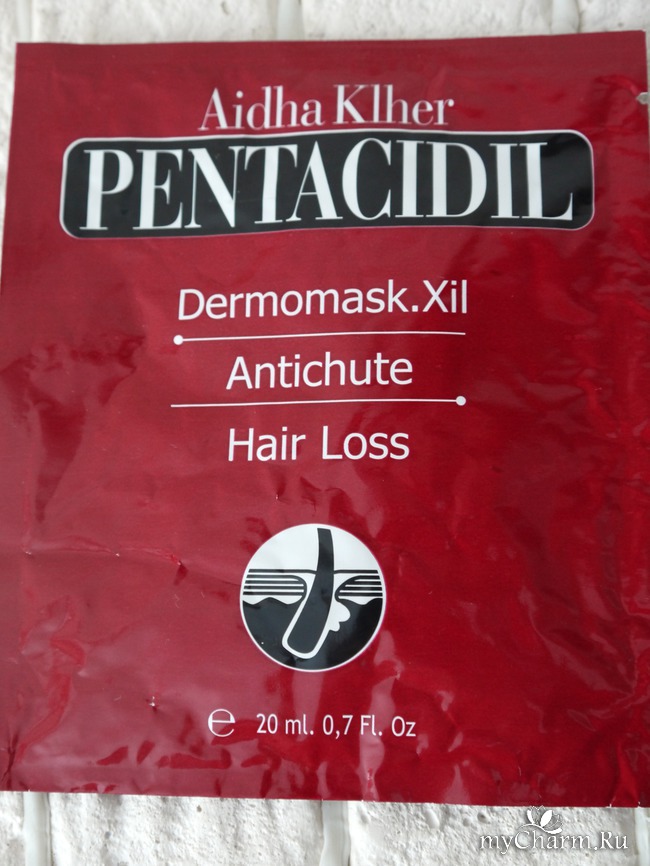 Aidha Klher
PENTACIDIL
Dermomask.Xil
Antichute
Hair Loss
℮ 20 ml. 0,7 Fl. Oz
myCharm.Ru